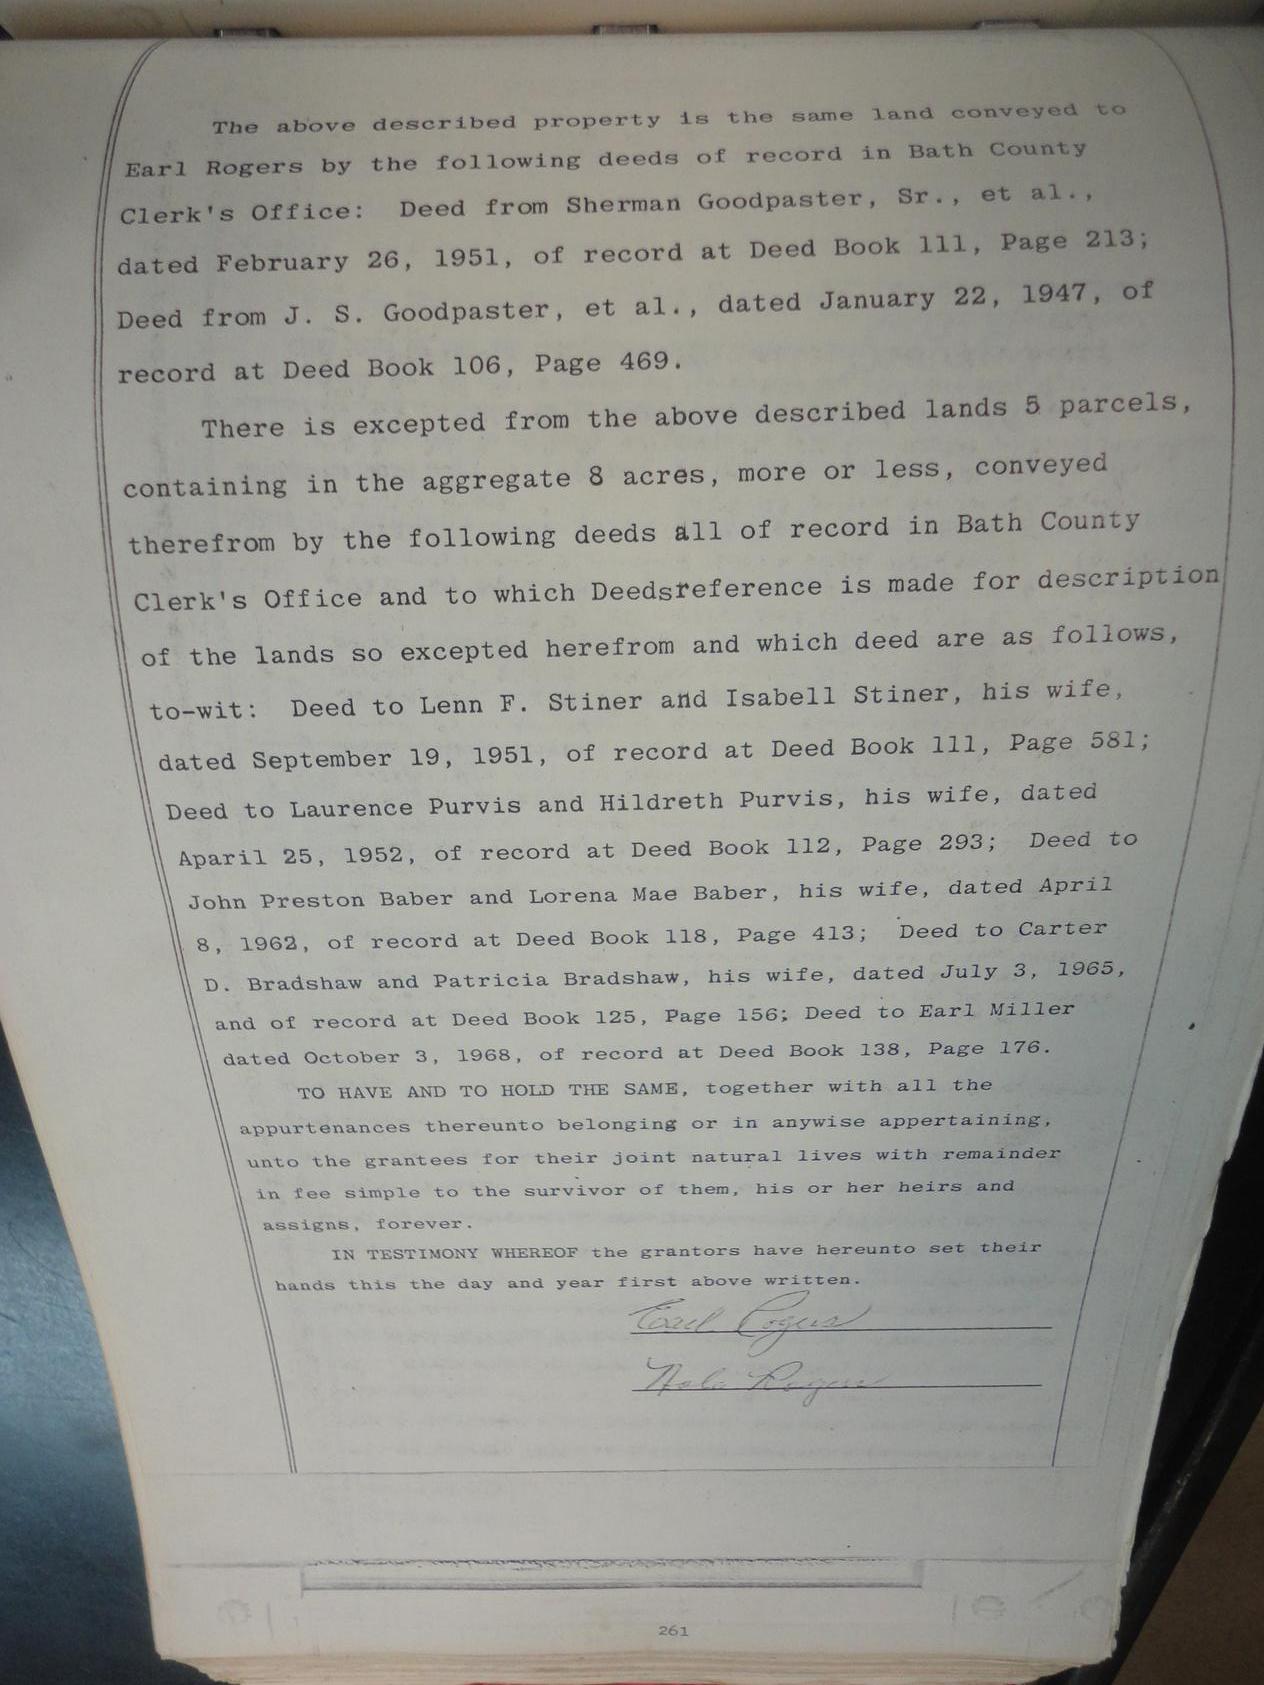 The above described property is the same land conveyed to
Earl Rogers by the following deeds of record in Bath County
Clerk's Office: Deed from Sherman Goodpaster, Sr., et al.,
dated February 26, 1951, of record at Deed Book 111, Page 213;
Deed from J. S. Goodpaster, et al., dated January 22, 1947, of
record at Deed Book 106, Page 469.
There is excepted from the above described lands 5 parcels,
containing in the aggregate 8 acres, more or less, conveyed
therefrom by the following deeds all of record in Bath County
Clerk's Office and to which Deedsreference is made for description
of the lands so excepted herefrom and which deed are as follows,
to-wit: Deed to Lenn F. Stiner and Isabell Stiner, his wife,
dated September 19, 1951, of record at Deed Book 111, Page 581;
Deed to Laurence Purvis and Hildreth Purvis, his wife, dated
Aparil 25, 1952, of record at Deed Book 112, Page 293; Deed to
John Preston Baber and Lorena Mae Baber, his wife, dated April
8, 1962, of record at Deed Book 118, Page 413; Deed to Carter
D. Bradshaw and Patricia Bradshaw, his wife, dated July 3, 1965,
and of record at Deed Book 125, Page 156; Deed to Earl Miller
dated October 3, 1968, of record at Deed Book 138, Page 176.
TO HAVE AND TO HOLD THE SAME, together with all the
appurtenances thereunto belonging or in anywise appertaining,
unto the grantees for their joint natural lives with remainder
in fee simple to the survivor of them, his or her heirs and
assigns, forever.
IN TESTIMONY WHEREOF the grantors have hereunto set their
hands this the day and year first above written.
Earl Rogers
Nola Rogers
261